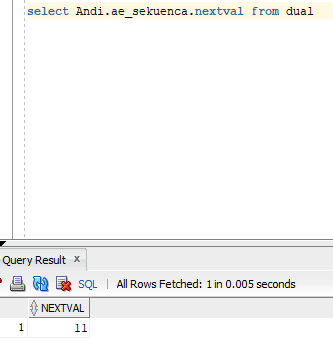 select Andi.ae_sekuenca.nextval from dual
Query Result x
SQL | All Rows Fetched: 1 in 0.005 seconds
NEXTVAL
1 11